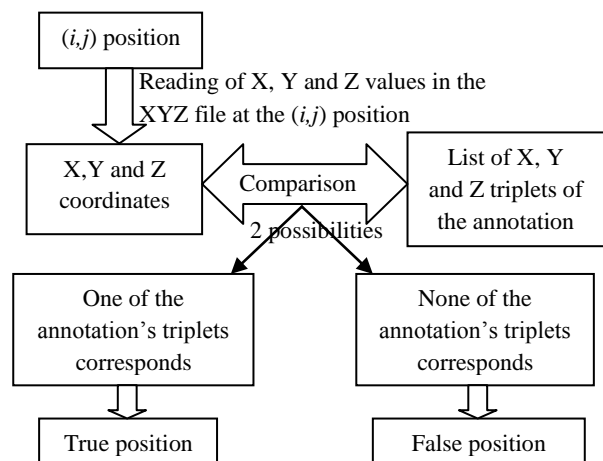 (i,j) position
Reading of X, Y and Z values in the
XYZ file at the (i,j) position
X,Y and Z
coordinates
Comparison
List of X, Y
and Z triplets of
the annotation
2 possibilities
One of the
annotation’s triplets
corresponds
None of the
annotation’s triplets
corresponds
True position
False position